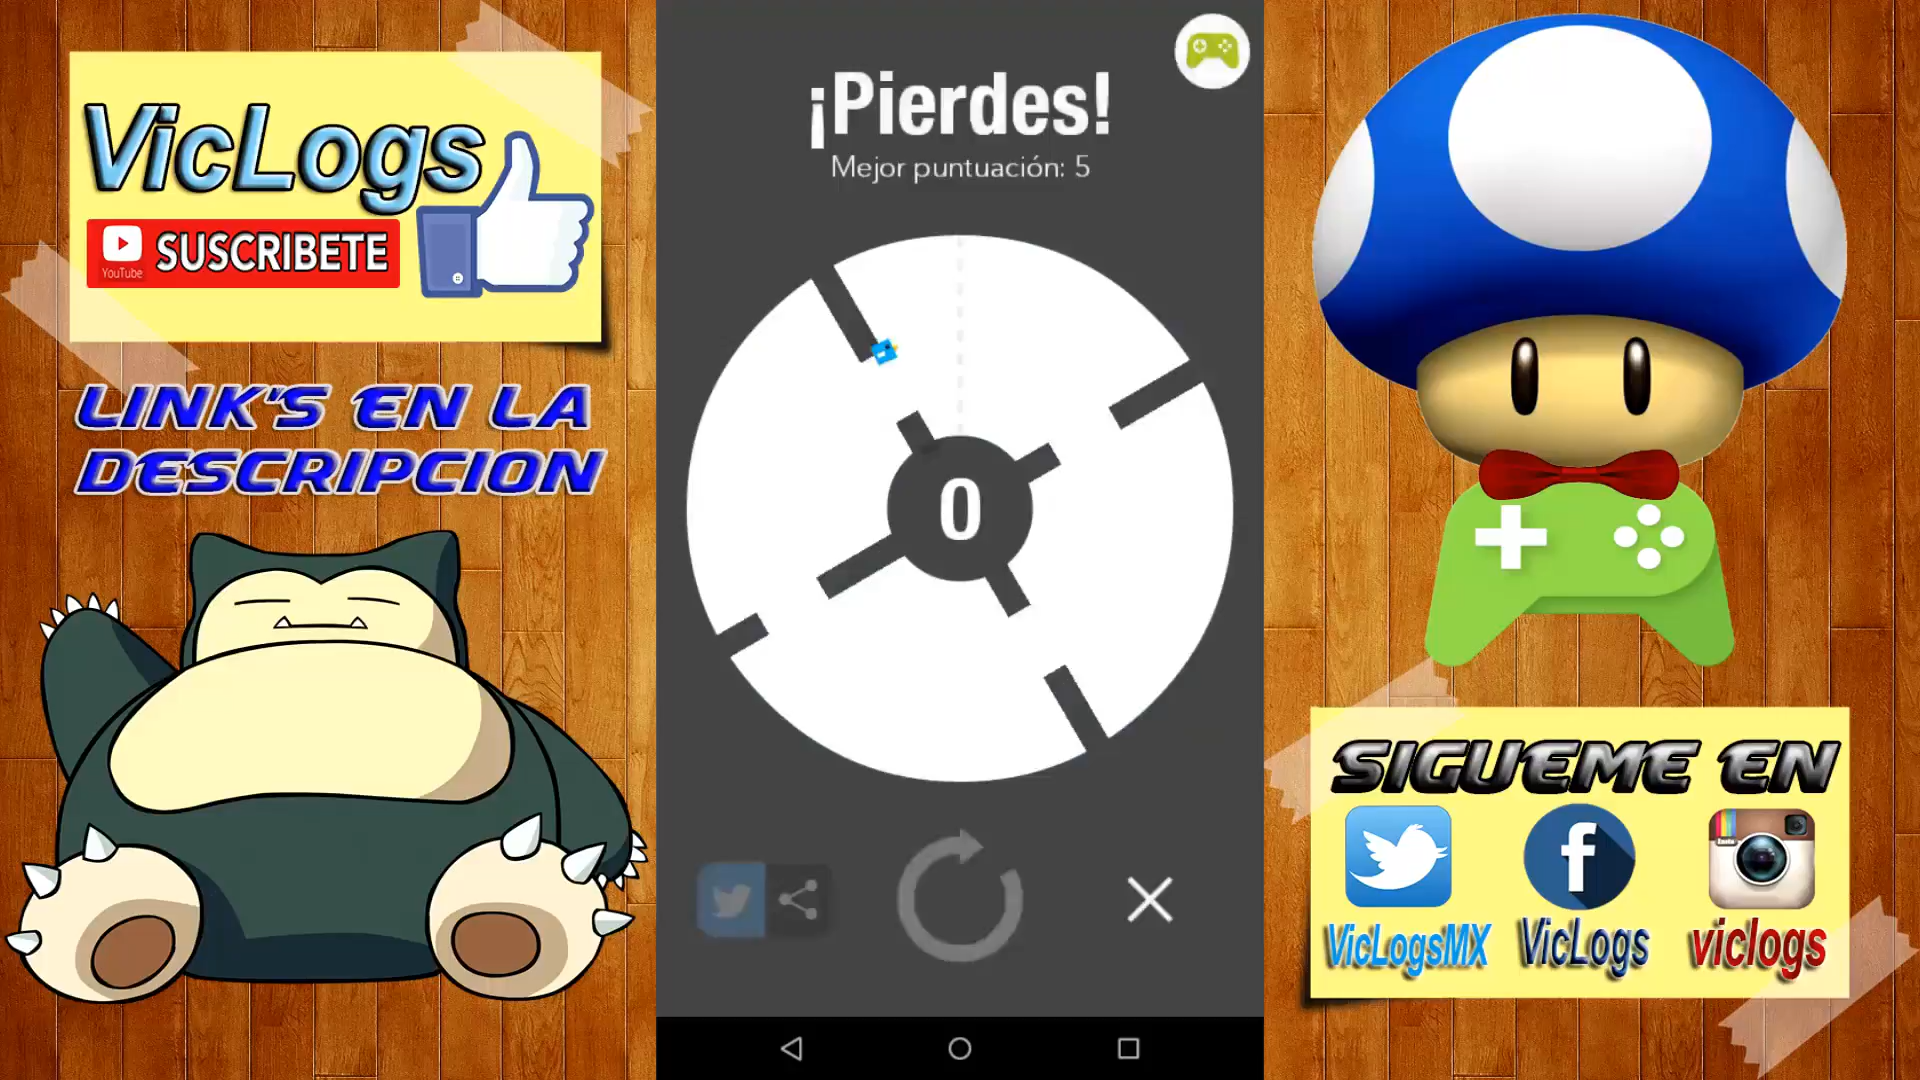 VicLogs
YouTube
SUSCRIBETE
LINK'S EN LA
DESCRIPCION
¡Pierdes!
Mejor puntuación: 5
0
SIGUEME EN
f
VicLogsMX
VicLogs
viclogs